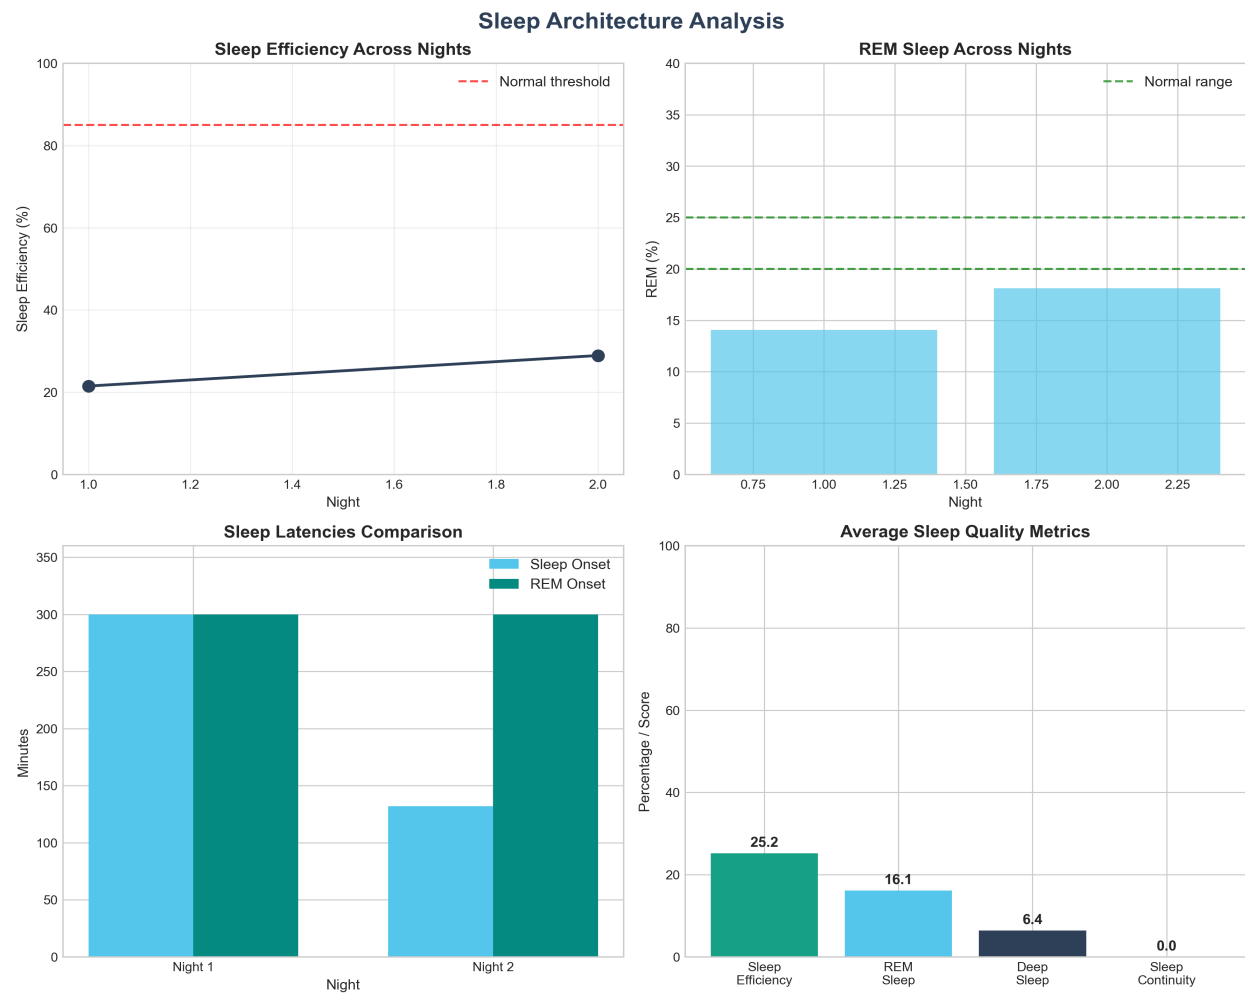 Sleep Architecture Analysis
Sleep Efficiency Across Nights
100
80
60
40
20
0
Sleep Efficiency (%)
Normal threshold
1.0 1.2 1.4 1.6 1.8 2.0
Night
REM Sleep Across Nights
40
35
30
25
20
15
10
5
0
REM (%)
Normal range
0.75 1.00 1.25 1.50 1.75 2.00 2.25
Night
Sleep Latencies Comparison
350
300
250
200
150
100
50
0
Minutes
Sleep Onset
REM Onset
Night 1 Night 2
Night
Average Sleep Quality Metrics
100
80
60
40
20
0
Percentage / Score
25.2
16.1
6.4
0.0
Sleep
Efficiency
REM
Sleep
Deep
Sleep
Sleep
Continuity